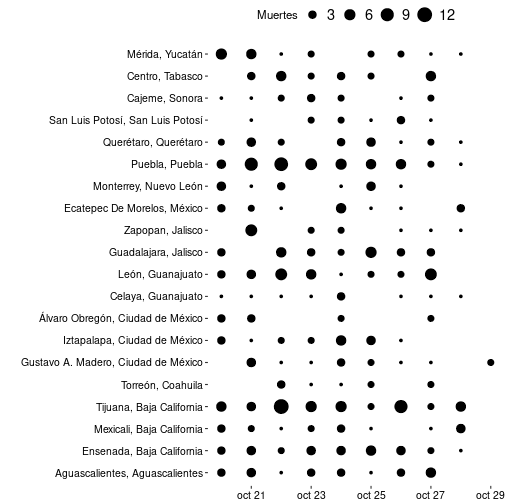 Muertes 3 6 9 12
Mérida, Yucatán
Centro, Tabasco
Cajeme, Sonora
San Luis Potosí, San Luis Potosí
Querétaro, Querétaro
Puebla, Puebla
Monterrey, Nuevo León
Ecatepec De Morelos, México
Zapopan, Jalisco
Guadalajara, Jalisco
León, Guanajuato
Celaya, Guanajuato
Álvaro Obregón, Ciudad de México
Iztapalapa, Ciudad de México
Gustavo A. Madero, Ciudad de México
Torreón, Coahuila
Tijuana, Baja California
Mexicali, Baja California
Ensenada, Baja California
Aguascalientes, Aguascalientes
oct 21 oct 23 oct 25 oct 27 oct 29